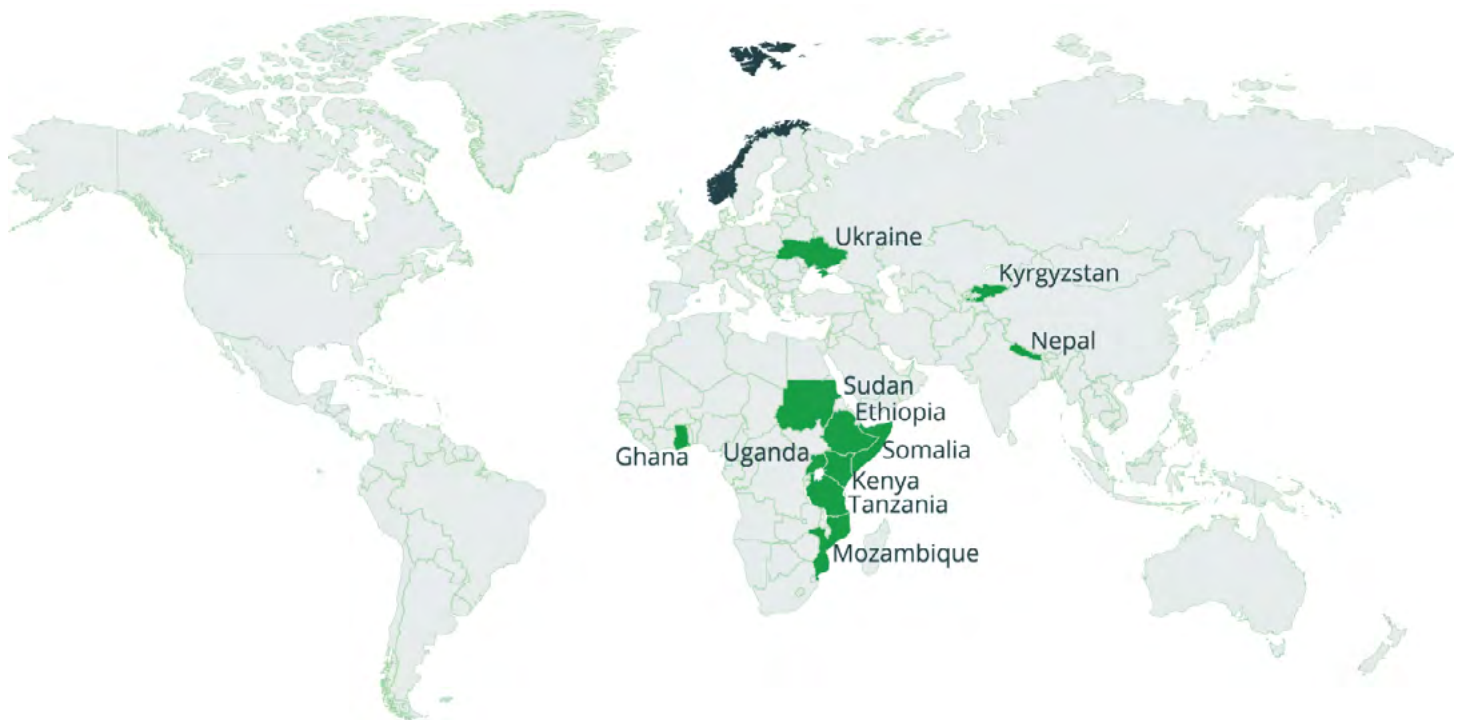 Ukraine
Kyrgyzstan
Nepal
Sudan
Ethiopia
Ghana
Uganda
Somalia
Kenya
Tanzania
Mozambique